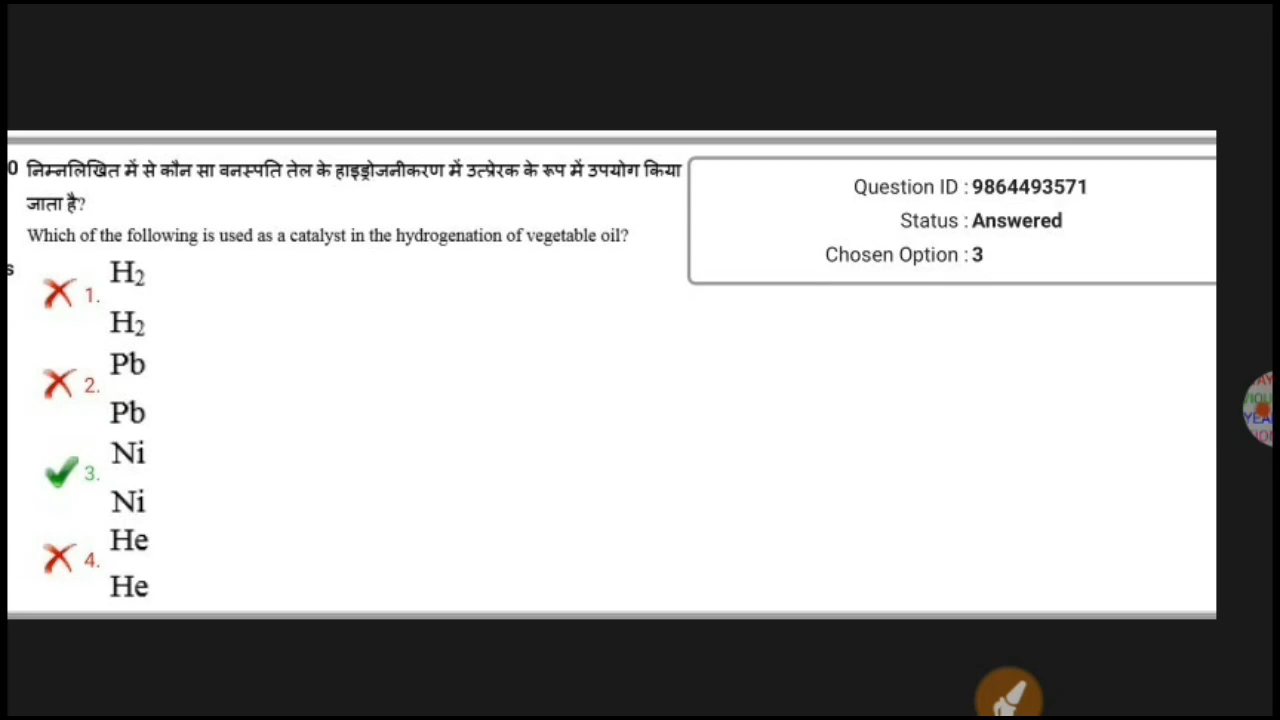 0 निम्नलिखित में से कौन सा वनस्पति तेल के हाइड्रोजनीकरण में उत्प्रेरक के रूप में उपयोग किया
जाता है?
Which of the following is used as a catalyst in the hydrogenation of vegetable oil?
s
1. H₂
H₂
2. Pb
Pb
3. Ni
Ni
4. He
He
Question ID : 9864493571
Status : Answered
Chosen Option : 3